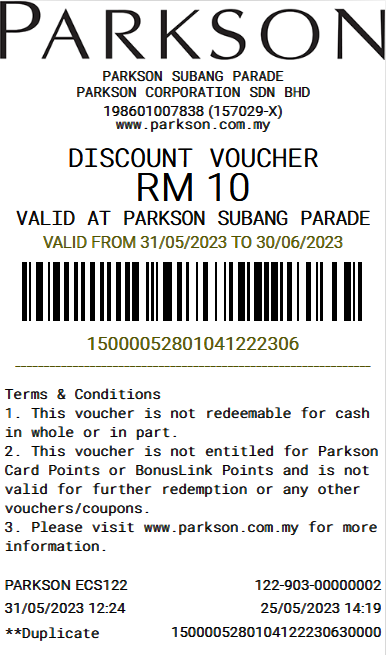 PARKSON
PARKSON SUBANG PARADE
PARKSON CORPORATION SDN BHD
198601007838 (157029-X)
www.parkson.com.my
DISCOUNT VOUCHER
RM 10
VALID AT PARKSON SUBANG PARADE
VALID FROM 31/05/2023 TO 30/06/2023
15000052801041222306
Terms & Conditions
1. This voucher is not redeemable for cash
in whole or in part.
2. This voucher is not entitled for Parkson
Card Points or BonusLink Points and is not
valid for further redemption or any other
vouchers/coupons.
3. Please visit www.parkson.com.my for more
information.
PARKSON ECS122 122-903-00000002
31/05/2023 12:24 25/05/2023 14:19
**Duplicate 1500005280104122230630000